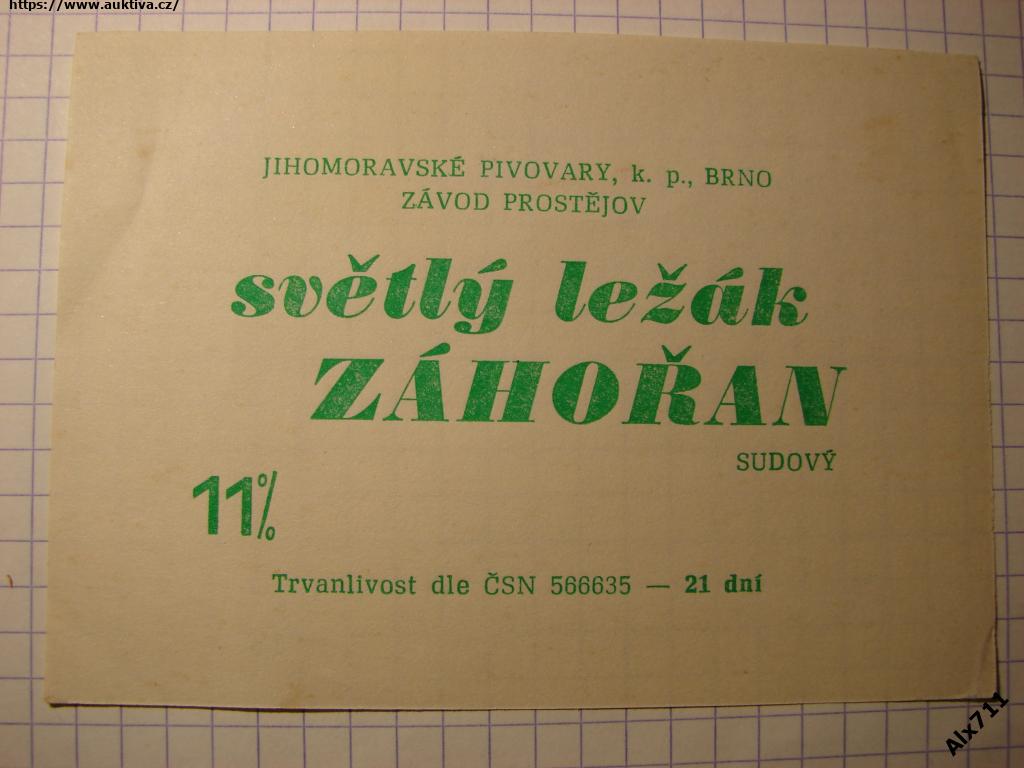 https://www.auktiva.cz/
JIHOMORAVSKÉ PIVOVARY, k. p., BRNO
ZÁVOD PROSTĚJOV
světlý ležák
ZÁHOŘAN
SUDOVÝ
11%
Trvanlivost dle ČSN 566635 — 21 dní
Alx711